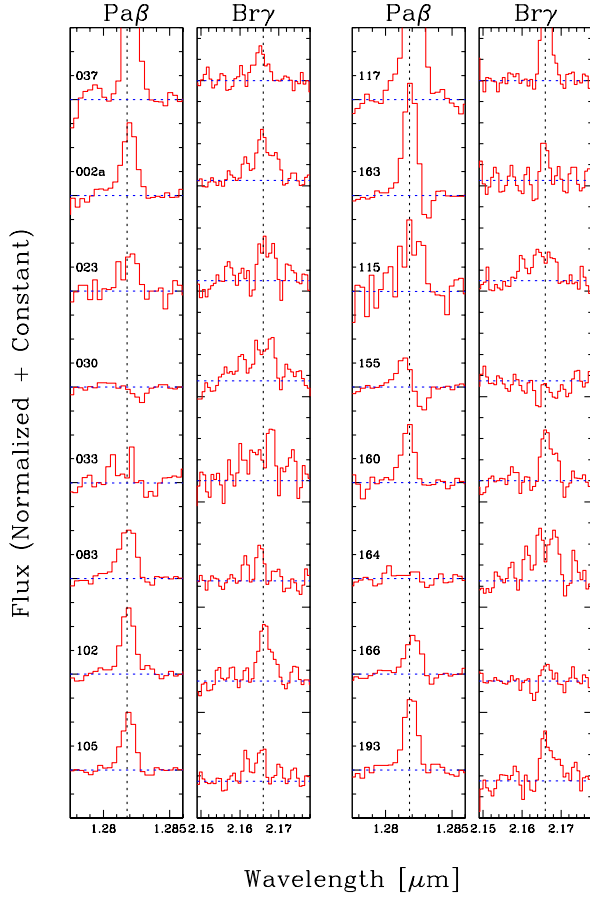 Paβ Brγ Paβ Brγ
037 117
002a 163
023 115
030 155
033 160
083 164
102 166
105 193
1.28 1.285 2.15 2.16 2.17 1.28 1.285 2.15 2.16 2.17
Flux (Normalized + Constant)
Wavelength [μm]